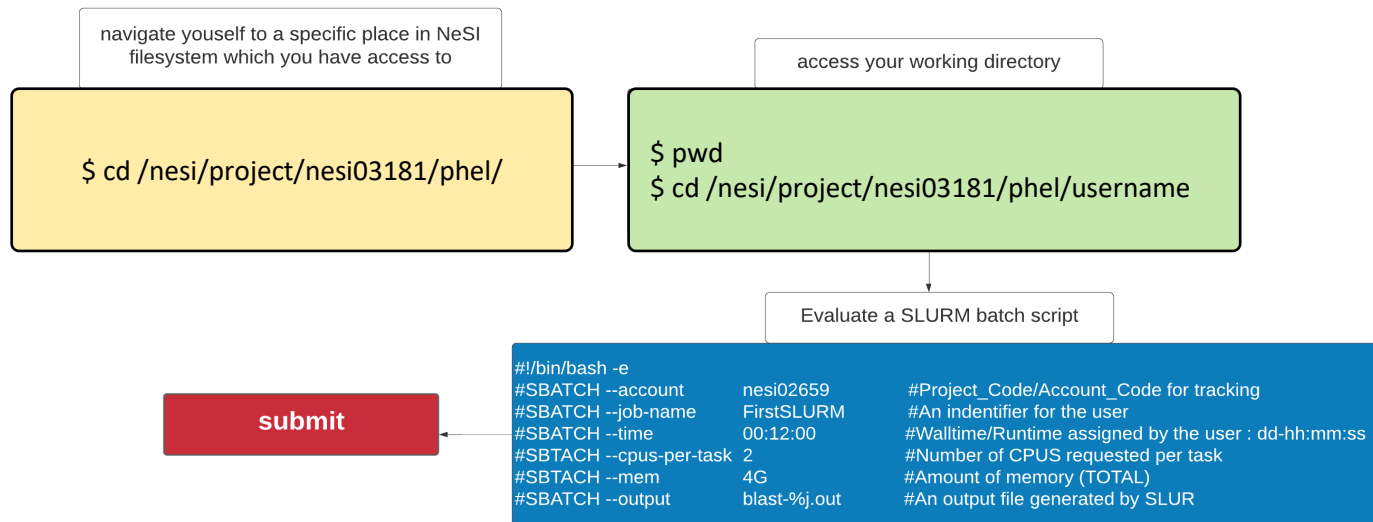 navigate youself to a specific place in NeSI
filesystem which you have access to
$ cd /nesi/project/nesi03181/phel/
access your working directory
$ pwd
$ cd /nesi/project/nesi03181/phel/username
Evaluate a SLURM batch script
#!/bin/bash -e
#SBATCH --account nesi02659 #Project_Code/Account_Code for tracking
#SBATCH --job-name FirstSLURM #An indentifier for the user
#SBATCH --time 00:12:00 #Walltime/Runtime assigned by the user : dd-hh:mm:ss
#SBTACH --cpus-per-task 2 #Number of CPUS requested per task
#SBTACH --mem 4G #Amount of memory (TOTAL)
#SBATCH --output blast-%j.out #An output file generated by SLUR
submit